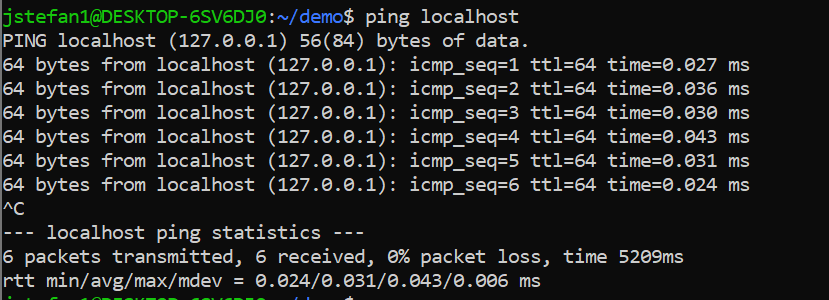 jstefan1@DESKTOP-6SV6DJ0:~/demo$ ping localhost
PING localhost (127.0.0.1) 56(84) bytes of data.
64 bytes from localhost (127.0.0.1): icmp_seq=1 ttl=64 time=0.027 ms
64 bytes from localhost (127.0.0.1): icmp_seq=2 ttl=64 time=0.036 ms
64 bytes from localhost (127.0.0.1): icmp_seq=3 ttl=64 time=0.030 ms
64 bytes from localhost (127.0.0.1): icmp_seq=4 ttl=64 time=0.043 ms
64 bytes from localhost (127.0.0.1): icmp_seq=5 ttl=64 time=0.031 ms
64 bytes from localhost (127.0.0.1): icmp_seq=6 ttl=64 time=0.024 ms
^C
--- localhost ping statistics ---
6 packets transmitted, 6 received, 0% packet loss, time 5209ms
rtt min/avg/max/mdev = 0.024/0.031/0.043/0.006 ms